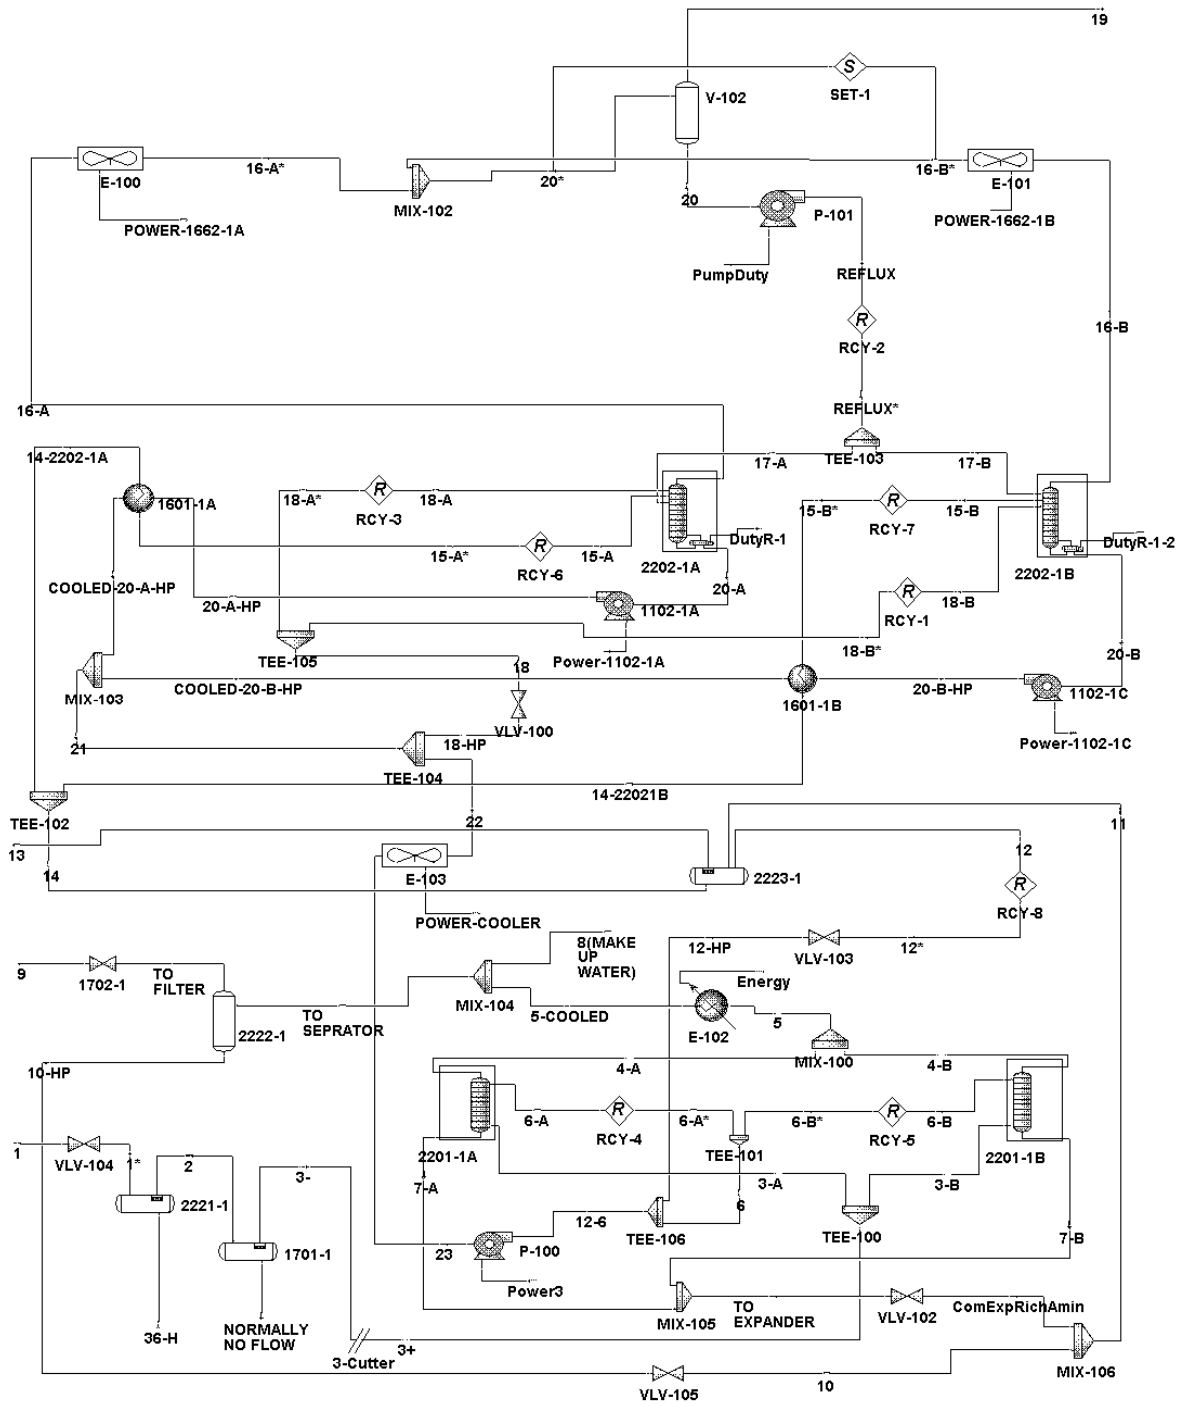 19
S
V-102
SET-1
16-A*
16-B*
E-100
20*
E-101
MIX-102
20
P-101
POWER-1662-1A
POWER-1662-1B
PumpDuty
REFLUX
R
16-B
RCY-2
16-A
REFLUX*
14-2202-1A
TEE-103
17-A
17-B
R
18-A*
18-A
1601-1A
R
15-B*
15-B
RCY-3
RCY-7
DutyR-1
DutyR-1-2
R
15-A*
15-A
RCY-6
2202-1A
2202-1B
COOLED-20-A-HP
20-A
R
18-B
20-A-HP
1102-1A
RCY-1
TEE-105
18-B*
Power-1102-1A
18
20-B
MIX-103
COOLED-20-B-HP
20-B-HP
1102-1C
1601-1B
VLV-100
21
18-HP
Power-1102-1C
TEE-104
14-22021B
TEE-102
22
11
13
12
14
E-103
2223-1
R
RCY-8
POWER-COOLER
8(MAKE
UP
WATER)
12-HP
12*
VLV-103
9
1702-1
TO
FILTER
MIX-104
Energy
5-COOLED
5
TO
SEPRATOR
2222-1
E-102
MIX-100
10-HP
4-A
4-B
R
6-A
6-A*
R
6-B*
6-B
RCY-4
RCY-5
1
VLV-104
1*
2
2201-1A
TEE-101
2201-1B
3-
7-A
3-A
3-B
2221-1
6
12-6
TEE-106
TEE-100
7-B
1701-1
23
P-100
Power3
TO
EXPANDER
ComExpRichAmin
MIX-105
VLV-102
36-H
NORMALLY
NO FLOW
3+
3-Cutter
MIX-106
10
VLV-105